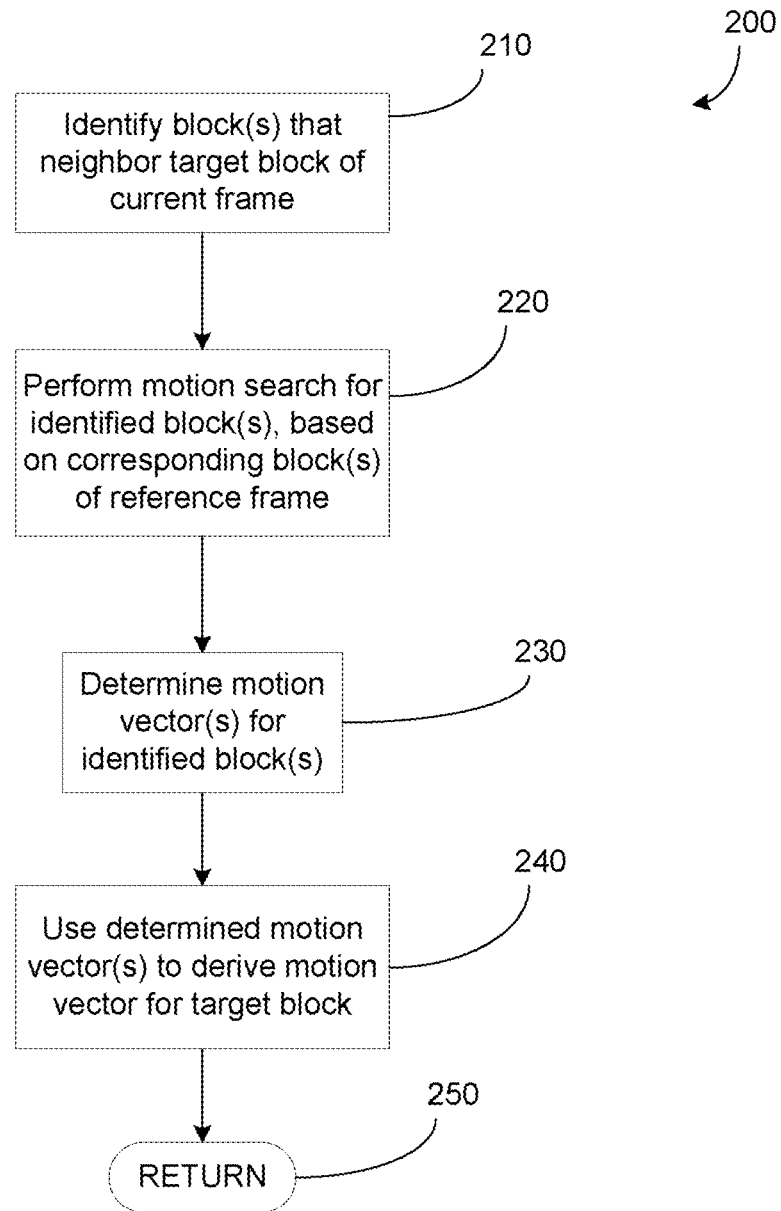 200
210
Identify block(s) that
neighbor target block of
current frame
220
Perform motion search for
identified block(s), based
on corresponding block(s)
of reference frame
230
Determine motion
vector(s) for
identified block(s)
240
Use determined motion
vector(s) to derive motion
vector for target block
250
RETURN